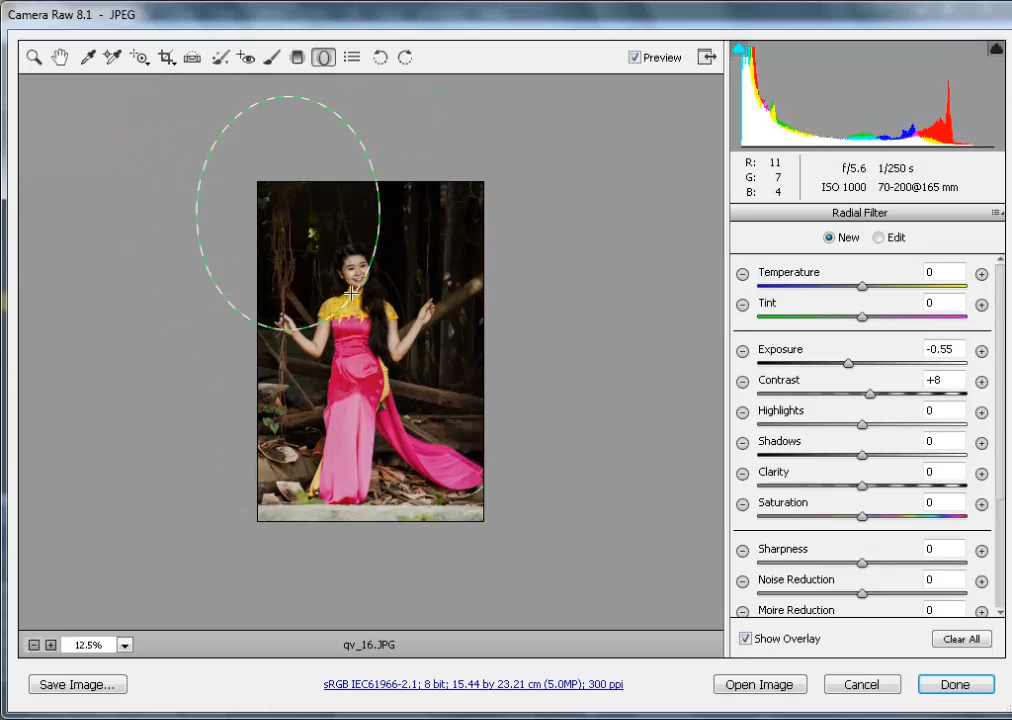 Camera Raw 8.1 - JPEG
Preview
R: 11
G: 7
B: 4
f/5.6 1/250 s
ISO 1000 70-200@165 mm
Radial Filter
New Edit
Temperature 0
Tint 0
Exposure -0.55
Contrast +8
Highlights 0
Shadows 0
Clarity 0
Saturation 0
Sharpness 0
Noise Reduction 0
Moire Reduction 0
12.5%
qv_16.JPG
Show Overlay
Clear All
Save Image...
sRGB IEC61966-2.1; 8 bit; 15.44 by 23.21 cm (5.0MP); 300 ppi
Open Image
Cancel
Done